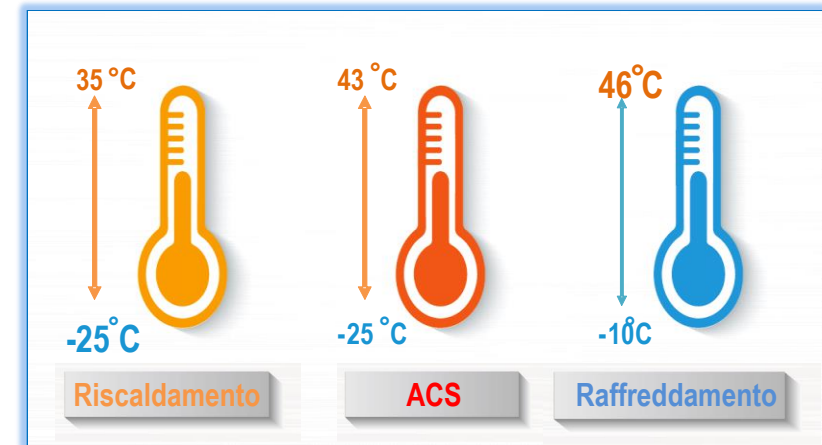 35 °C
43 °C
46°C
-25°C
-25 °C
-10°C
Riscaldamento
ACS
Raffreddamento